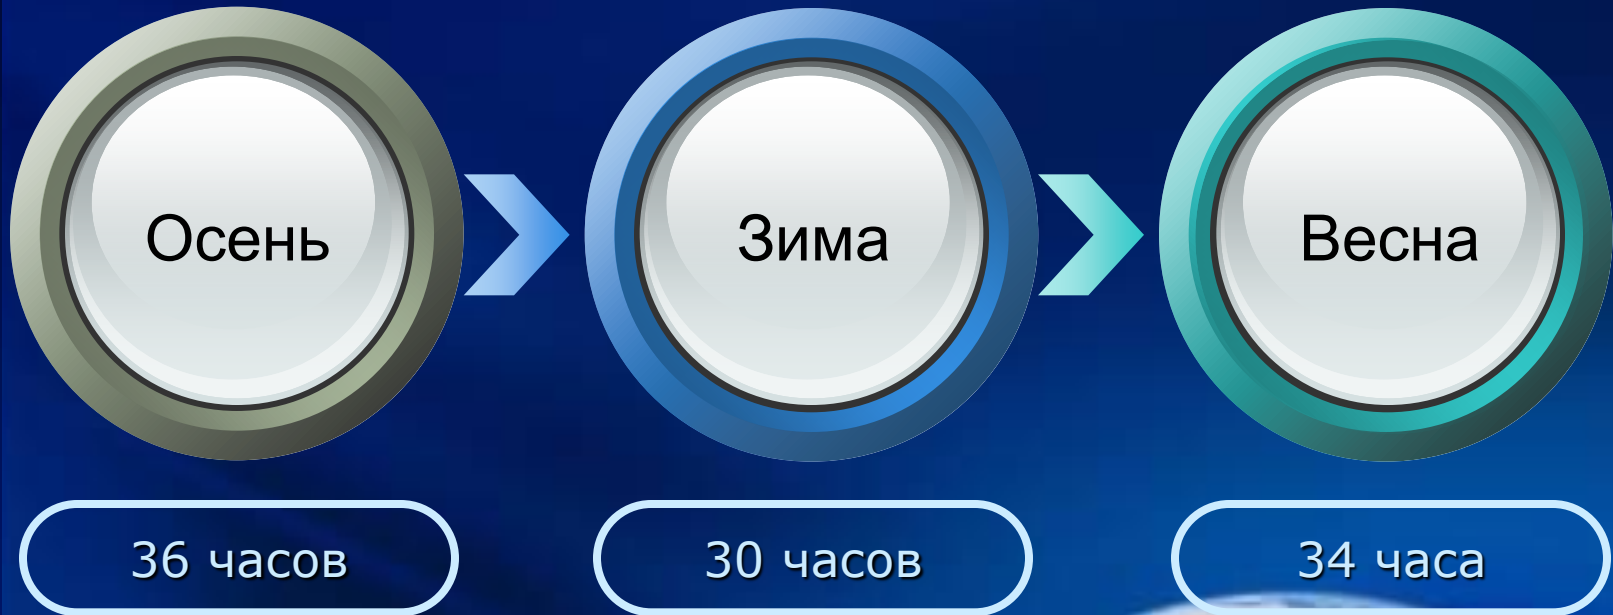 Осень
Зима
Весна
36 часов
30 часов
34 часа